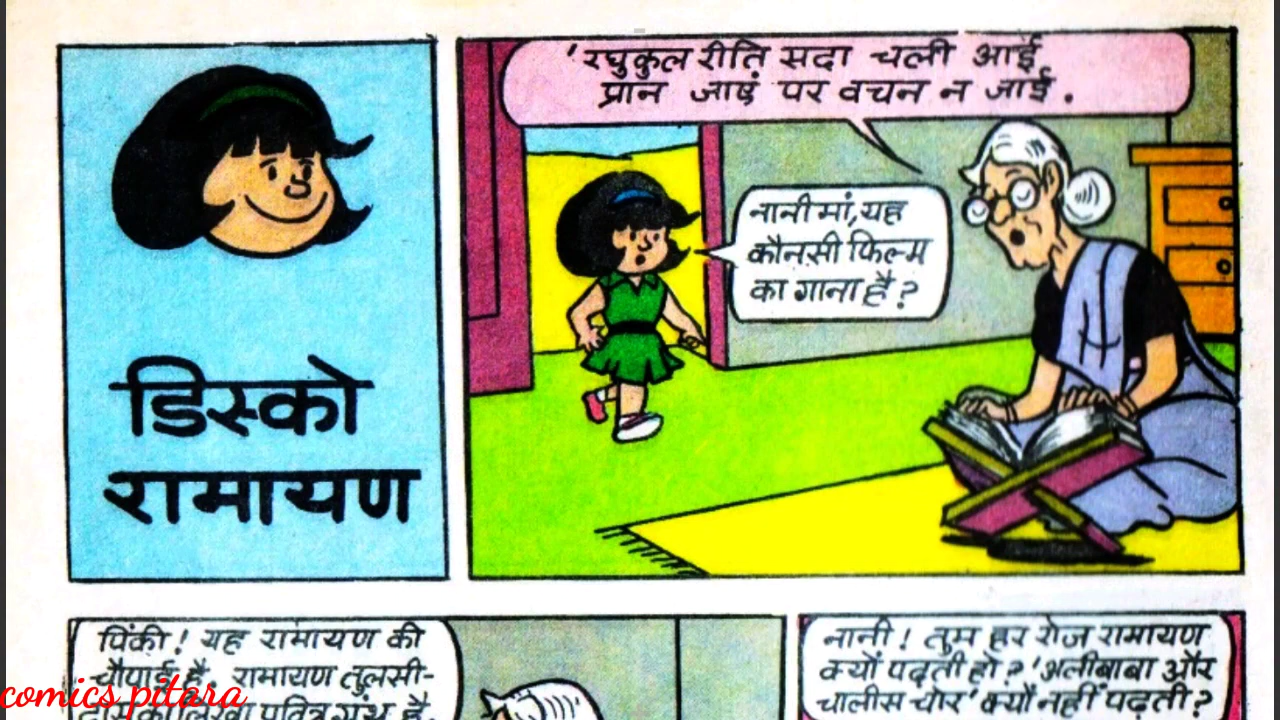 डिस्को
रामायण
'रघुकुल रीति सदा चली आई
प्रान जाएं पर वचन न जाई.
नानी मां, यह
कौनसी फिल्म
का गाना है?
पिंकी! यह रामायण की
चौपाई है. रामायण तुलसी-
दास का लिखा पवित्र ग्रंथ है.
नानी! तुम हर रोज रामायण
क्यों पढ़ती हो? 'अलीबाबा और
चालीस चोर' क्यों नहीं पढ़ती?
comics pitara